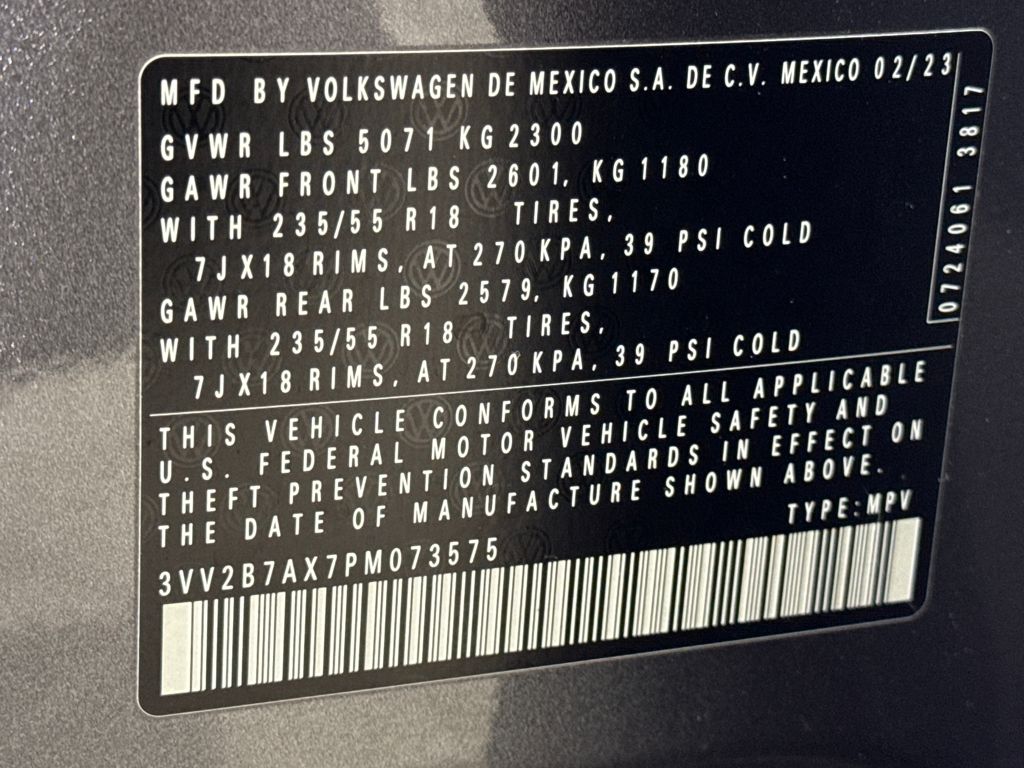 MFD BY VOLKSWAGEN DE MEXICO S.A. DE C.V. MEXICO 02/23
GVWR LBS 5071 KG 2300
GAWR FRONT LBS 2601, KG 1180
WITH 235/55 R18 TIRES,
7JX18 RIMS, AT 270 KPA, 39 PSI COLD
GAWR REAR LBS 2579, KG 1170
WITH 235/55 R18 TIRES,
7JX18 RIMS, AT 270 KPA, 39 PSI COLD
0724061 3817
THIS VEHICLE CONFORMS TO ALL APPLICABLE
U.S. FEDERAL MOTOR VEHICLE SAFETY AND
THEFT PREVENTION STANDARDS IN EFFECT ON
THE DATE OF MANUFACTURE SHOWN ABOVE.
TYPE:MPV
3VV2B7AX7PM073575